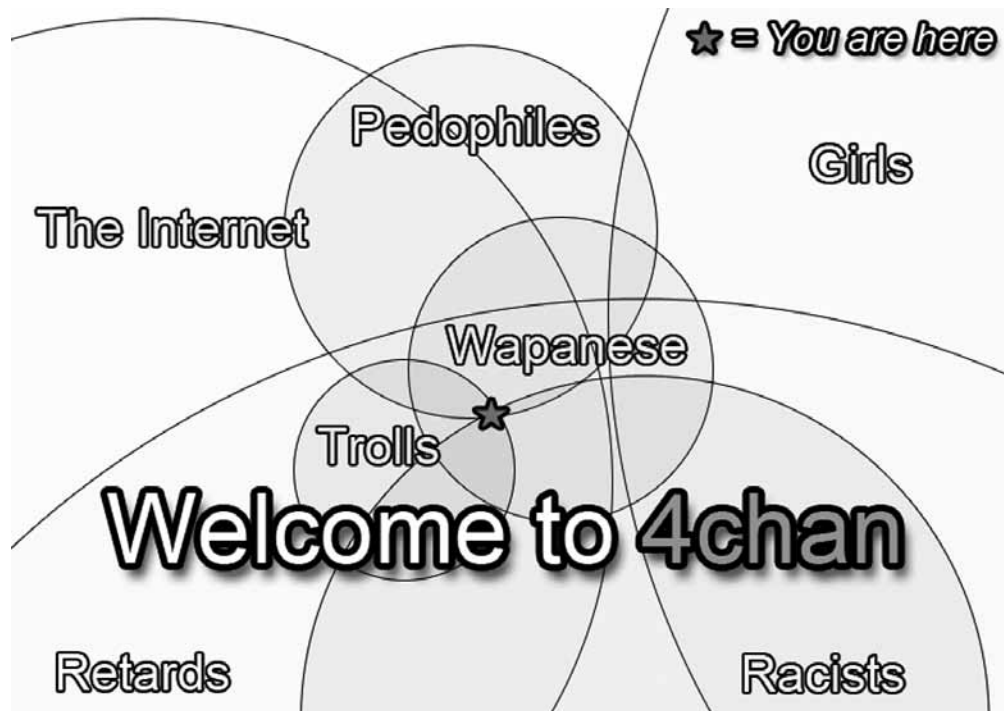 ★ = You are here
Pedophiles
Girls
The Internet
Wapanese
Trolls
Welcome to 4chan
Retards
Racists